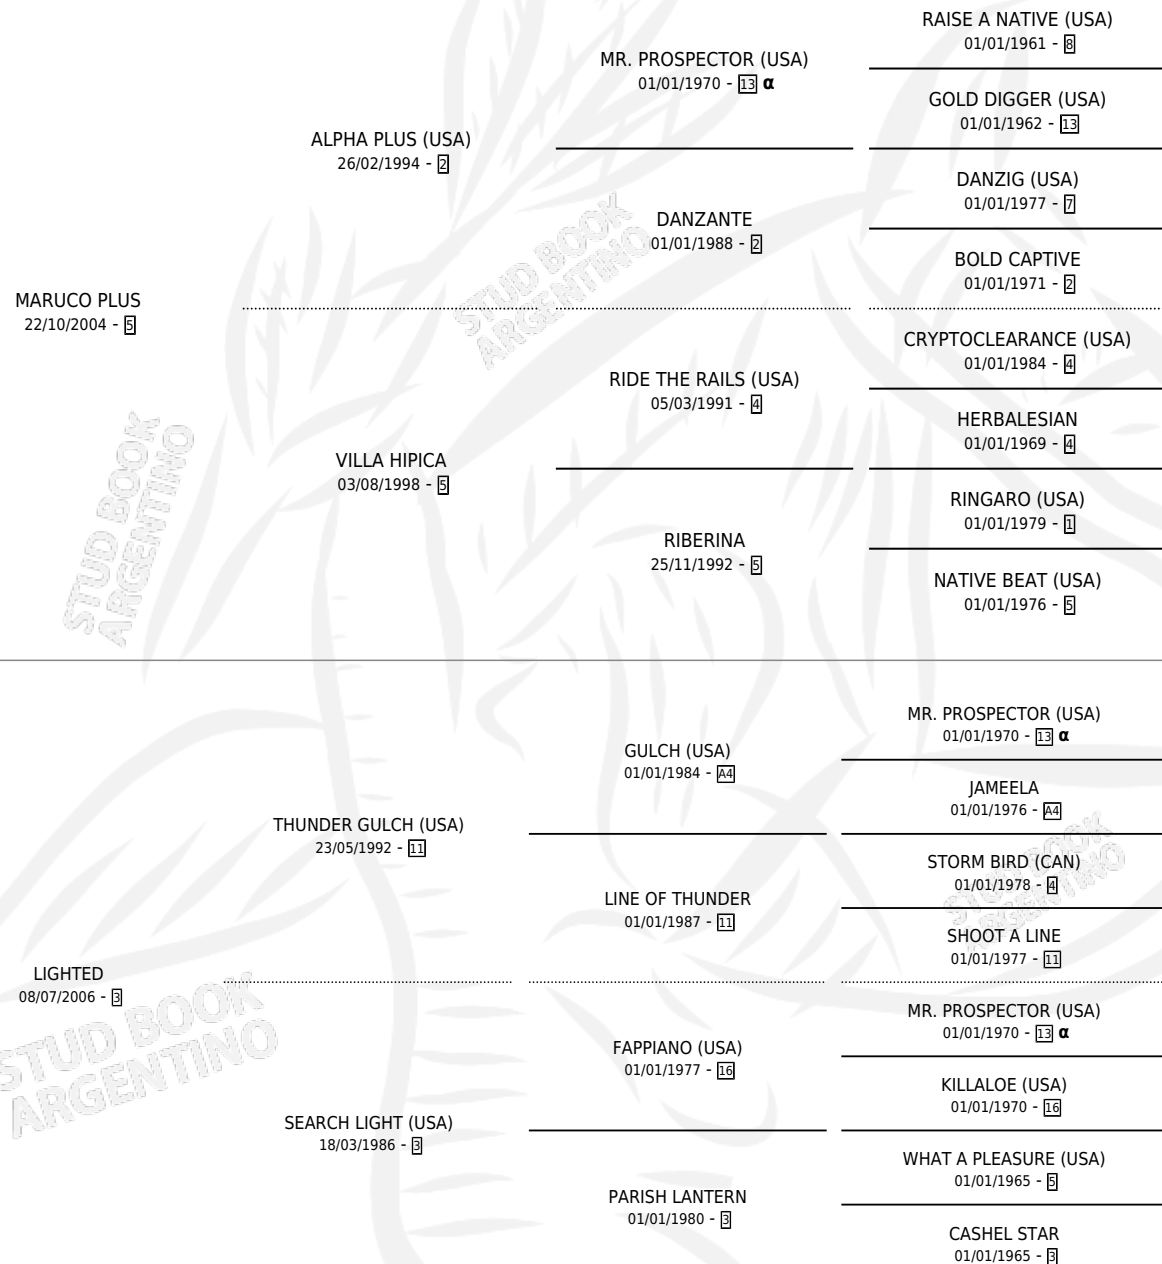 RAISE A NATIVE (USA)
01/01/1961 - 8
MR. PROSPECTOR (USA)
01/01/1970 - 13 α
GOLD DIGGER (USA)
01/01/1962 - 13
ALPHA PLUS (USA)
26/02/1994 - 2
DANZIG (USA)
01/01/1977 - 7
DANZANTE
01/01/1988 - 2
BOLD CAPTIVE
01/01/1971 - 2
STUD BOOK
ARGENTINO
MARUCO PLUS
22/10/2004 - 5
CRYPTOCLEARANCE (USA)
01/01/1984 - 4
RIDE THE RAILS (USA)
05/03/1991 - 4
HERBALESIAN
01/01/1969 - 4
VILLA HIPICA
03/08/1998 - 5
RINGARO (USA)
01/01/1979 - 1
RIBERINA
25/11/1992 - 5
NATIVE BEAT (USA)
01/01/1976 - 5
STUD BOOK
ARGENTINO
MR. PROSPECTOR (USA)
01/01/1970 - 13 α
GULCH (USA)
01/01/1984 - A4
JAMEELA
01/01/1976 - A4
THUNDER GULCH (USA)
23/05/1992 - 11
STORM BIRD (CAN)
01/01/1978 - 4
LINE OF THUNDER
01/01/1987 - 11
SHOOT A LINE
01/01/1977 - 11
STUD BOOK
ARGENTINO
LIGHTED
08/07/2006 - 3
MR. PROSPECTOR (USA)
01/01/1970 - 13 α
FAPPIANO (USA)
01/01/1977 - 16
KILLALOE (USA)
01/01/1970 - 16
SEARCH LIGHT (USA)
18/03/1986 - 3
WHAT A PLEASURE (USA)
01/01/1965 - 5
PARISH LANTERN
01/01/1980 - 3
CASHEL STAR
01/01/1965 - 3
STUD BOOK
ARGENTINO